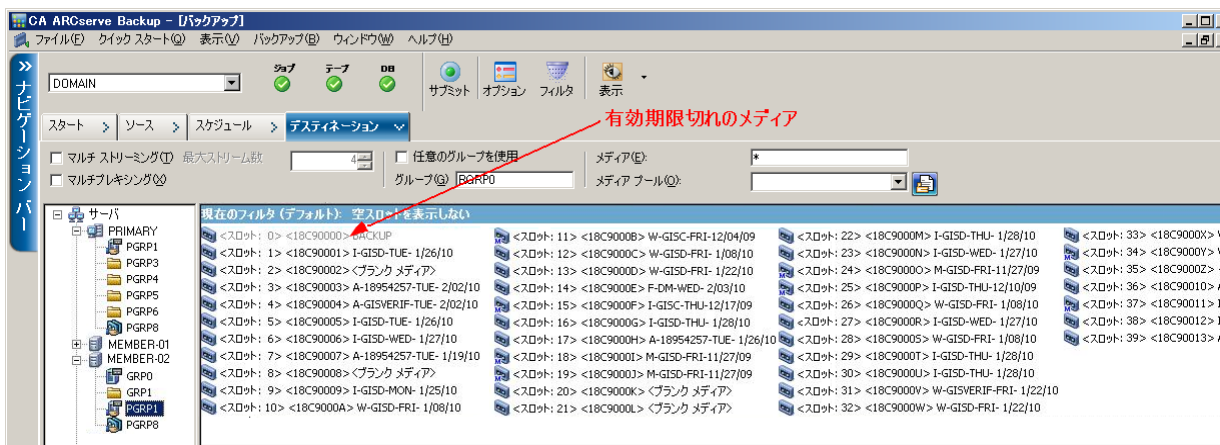 CA ARCserve Backup - [バックアップ]
ファイル(F) クイック スタート(Q) 表示(V) バックアップ(B) ウィンドウ(W) ヘルプ(H)
ナビゲーション バー
DOMAIN
ジョブ テープ DB
サブミット オプション フィルタ 表示
スタート ソース スケジュール デスティネーション
有効期限切れのメディア
マルチ ストリーミング(T) 最大ストリーム数 4 任意のグループを使用 メディア(E): *
マルチプレキシング(X) グループ(G) PGRP0 メディア プール(O):
サーバ
PRIMARY
PGRP1
PGRP3
PGRP4
PGRP5
PGRP6
PGRP8
MEMBER-01
MEMBER-02
GRP0
GRP1
PGRP1
PGRP8
現在のフィルタ (デフォルト): 空スロットを表示しない
<スロット: 0> <18C90000> BACKUP
<スロット: 1> <18C90001> I-GISD-TUE- 1/26/10
<スロット: 2> <18C90002> <ブランク メディア>
<スロット: 3> <18C90003> A-18954257-TUE- 2/02/10
<スロット: 4> <18C90004> A-GISVERIF-TUE- 2/02/10
<スロット: 5> <18C90005> I-GISD-TUE- 1/26/10
<スロット: 6> <18C90006> I-GISD-WED- 1/27/10
<スロット: 7> <18C90007> A-18954257-TUE- 1/19/10
<スロット: 8> <18C90008> <ブランク メディア>
<スロット: 9> <18C90009> I-GISD-MON- 1/25/10
<スロット: 10> <18C9000A> W-GISD-FRI- 1/08/10
<スロット: 11> <18C9000B> W-GISC-FRI-12/04/09
<スロット: 12> <18C9000C> W-GISD-FRI- 1/08/10
<スロット: 13> <18C9000D> W-GISD-FRI- 1/22/10
<スロット: 14> <18C9000E> F-DM-WED- 2/03/10
<スロット: 15> <18C9000F> I-GISC-THU-12/17/09
<スロット: 16> <18C9000G> I-GISD-THU- 1/28/10
<スロット: 17> <18C9000H> A-18954257-TUE- 1/26/10
<スロット: 18> <18C9000I> M-GISD-FRI-11/27/09
<スロット: 19> <18C9000J> M-GISD-FRI-11/27/09
<スロット: 20> <18C9000K> <ブランク メディア>
<スロット: 21> <18C9000L> <ブランク メディア>
<スロット: 22> <18C9000M> I-GISD-THU- 1/28/10
<スロット: 23> <18C9000N> I-GISD-WED- 1/27/10
<スロット: 24> <18C9000O> M-GISD-FRI-11/27/09
<スロット: 25> <18C9000P> I-GISD-THU-12/10/09
<スロット: 26> <18C9000Q> W-GISD-FRI- 1/08/10
<スロット: 27> <18C9000R> I-GISD-WED- 1/27/10
<スロット: 28> <18C9000S> W-GISD-FRI- 1/08/10
<スロット: 29> <18C9000T> I-GISD-THU- 1/28/10
<スロット: 30> <18C9000U> I-GISD-THU- 1/28/10
<スロット: 31> <18C9000V> W-GISVERIF-FRI- 1/22/10
<スロット: 32> <18C9000W> W-GISD-FRI- 1/22/10
<スロット: 33> <18C9000X>
<スロット: 34> <18C9000Y>
<スロット: 35> <18C9000Z>
<スロット: 36> <18C90010>
<スロット: 37> <18C90011>
<スロット: 38> <18C90012>
<スロット: 39> <18C90013>